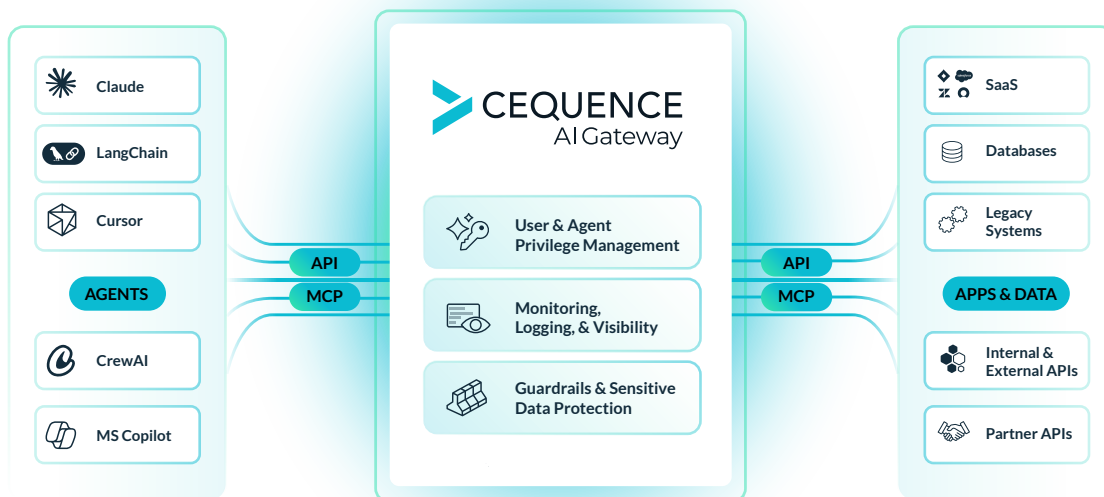 Claude
LangChain
Cursor
AGENTS
CrewAI
MS Copilot
API
MCP
CEQUENCE
AI Gateway
User & Agent
Privilege Management
Monitoring,
Logging, & Visibility
Guardrails & Sensitive
Data Protection
API
MCP
SaaS
Databases
Legacy
Systems
APPS & DATA
Internal &
External APIs
Partner APIs